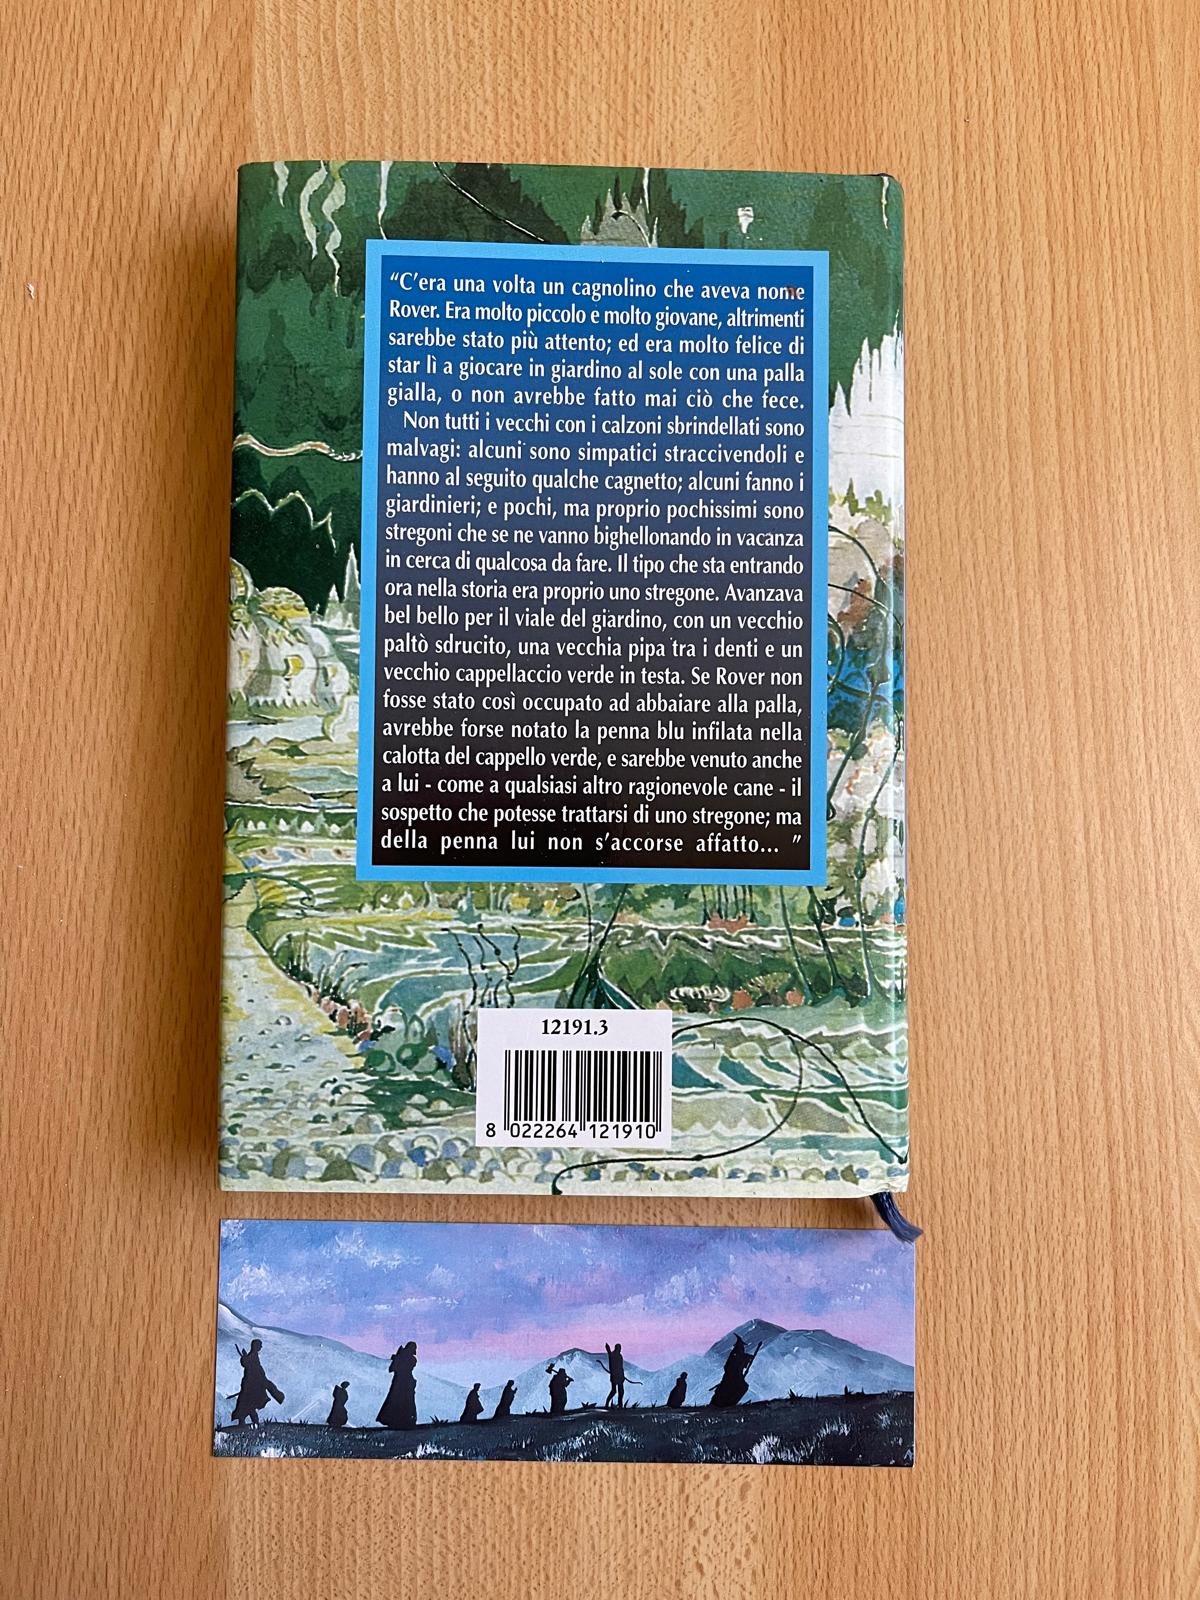 “C’era una volta un cagnolino che aveva nome
Rover. Era molto piccolo e molto giovane, altrimenti
sarebbe stato più attento; ed era molto felice di
star lì a giocare in giardino al sole con una palla
gialla, o non avrebbe fatto mai ciò che fece.
Non tutti i vecchi con i calzoni sbrindellati sono
malvagi: alcuni sono simpatici straccivendoli e
hanno al seguito qualche cagnetto; alcuni fanno i
giardinieri; e pochi, ma proprio pochissimi sono
stregoni che se ne vanno bighellonando in vacanza
in cerca di qualcosa da fare. Il tipo che sta entrando
ora nella storia era proprio uno stregone. Avanzava
bel bello per il viale del giardino, con un vecchio
paltò sdrucito, una vecchia pipa tra i denti e un
vecchio cappellaccio verde in testa. Se Rover non
fosse stato così occupato ad abbaiare alla palla,
avrebbe forse notato la penna blu infilata nella
calotta del cappello verde, e sarebbe venuto anche
a lui - come a qualsiasi altro ragionevole cane - il
sospetto che potesse trattarsi di uno stregone; ma
della penna lui non s’accorse affatto... ”
12191.3
8 022264 121910